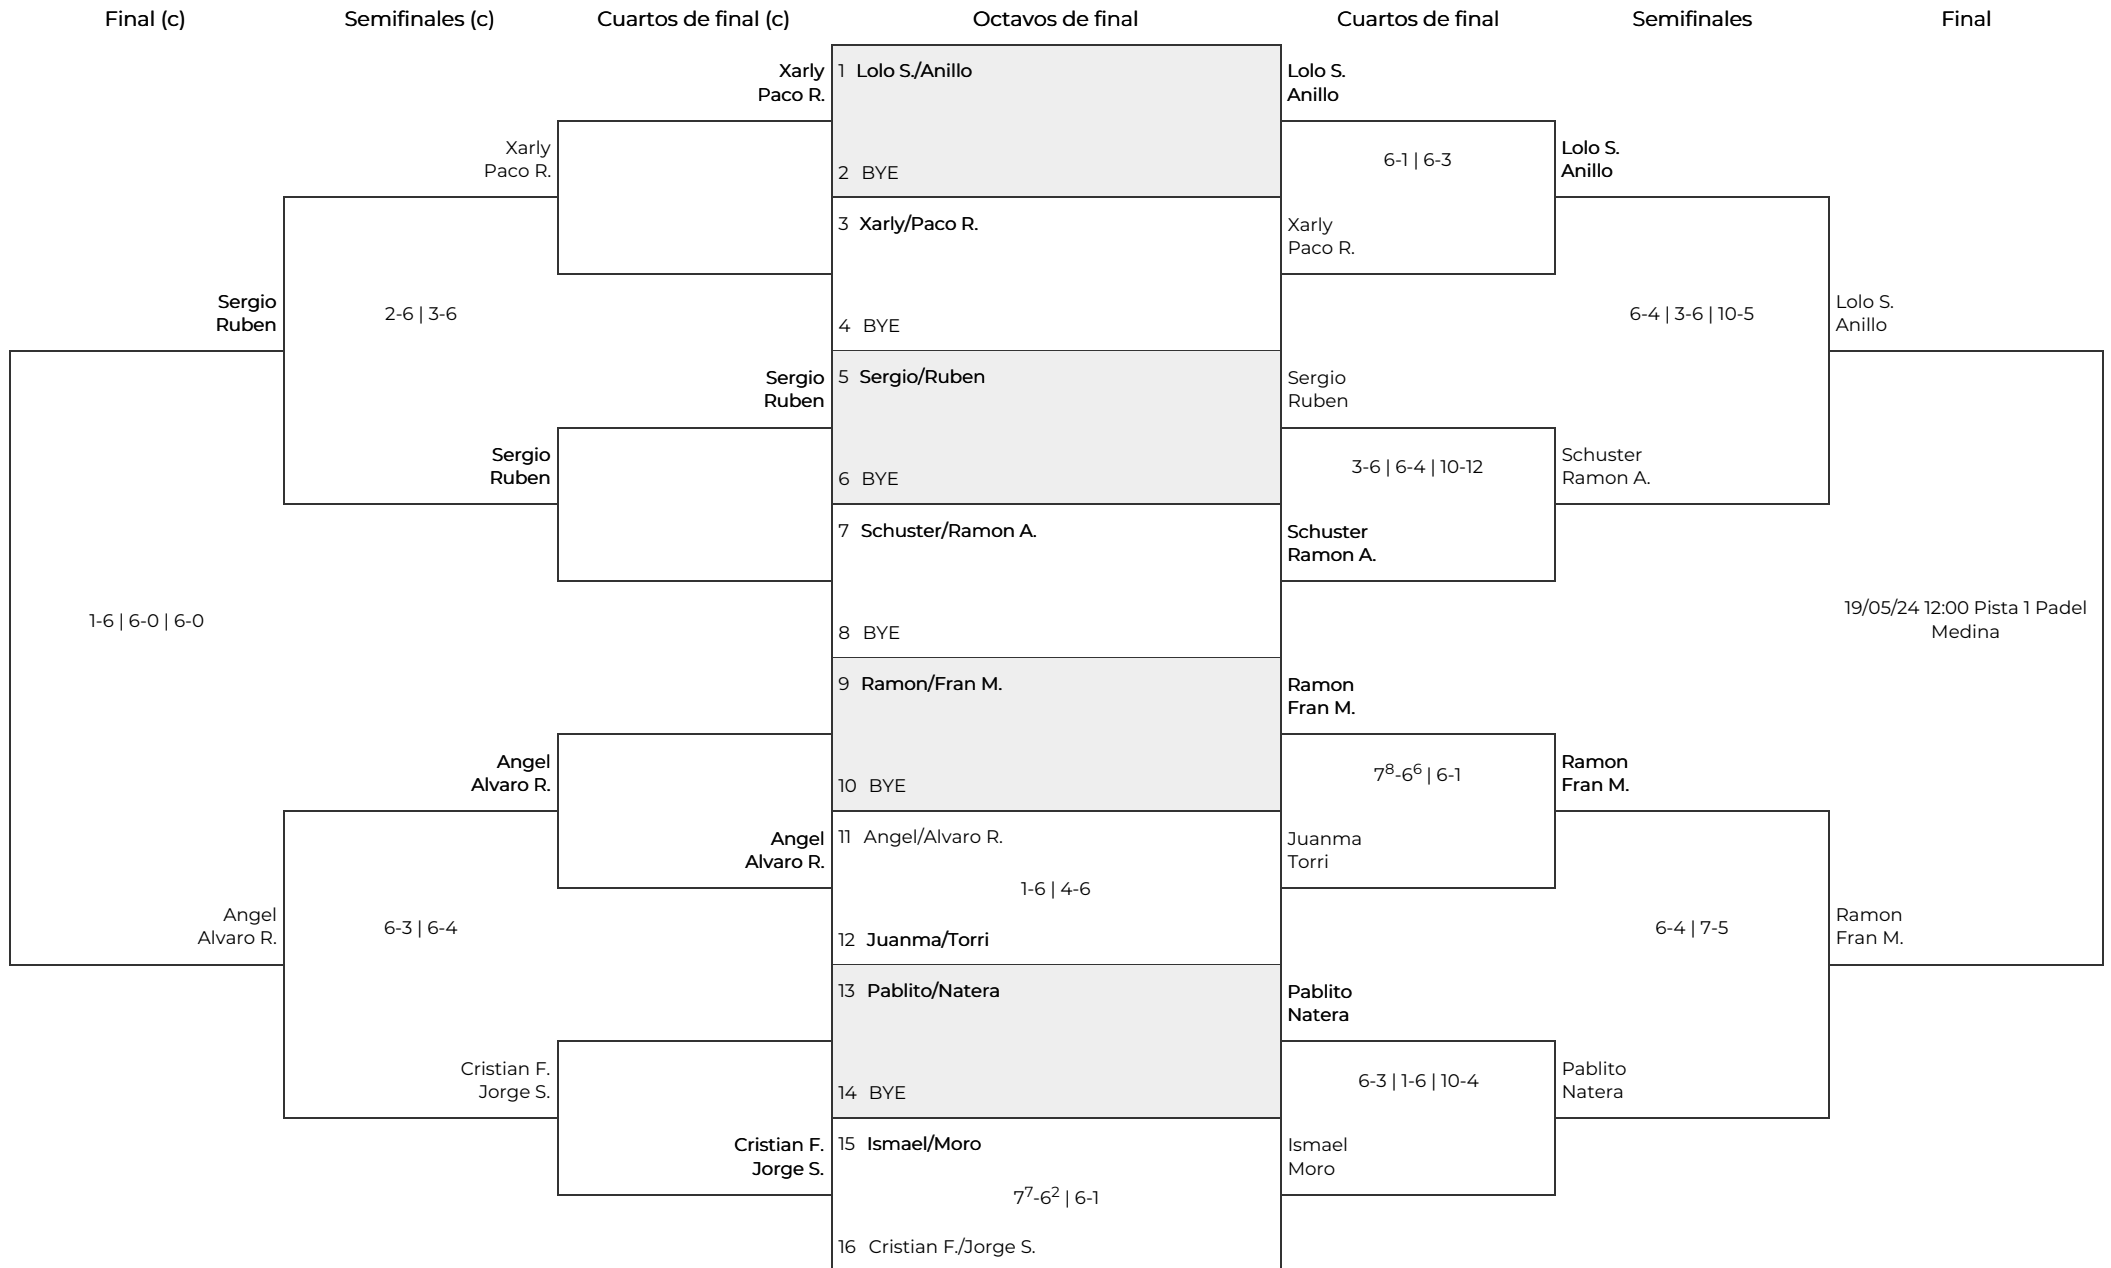 Final (c)
Semifinales (c)
Cuartos de final (c)
Octavos de final
Cuartos de final
Semifinales
Final
Sergio
Ruben
1-6 | 6-0 | 6-0
Angel
Alvaro R.
Xarly
Paco R.
2-6 | 3-6
Sergio
Ruben
Angel
Alvaro R.
6-3 | 6-4
Cristian F.
Jorge S.
Xarly
Paco R.
Sergio
Ruben
Angel
Alvaro R.
Cristian F.
Jorge S.
1 Lolo S./Anillo
2 BYE
3 Xarly/Paco R.
4 BYE
5 Sergio/Ruben
6 BYE
7 Schuster/Ramon A.
8 BYE
9 Ramon/Fran M.
10 BYE
11 Angel/Alvaro R.
1-6 | 4-6
12 Juanma/Torri
13 Pablito/Natera
14 BYE
15 Ismael/Moro
7⁷-6² | 6-1
16 Cristian F./Jorge S.
Lolo S.
Anillo
6-1 | 6-3
Xarly
Paco R.
Sergio
Ruben
3-6 | 6-4 | 10-12
Schuster
Ramon A.
Ramon
Fran M.
7⁸-6⁶ | 6-1
Juanma
Torri
Pablito
Natera
6-3 | 1-6 | 10-4
Ismael
Moro
Lolo S.
Anillo
6-4 | 3-6 | 10-5
Schuster
Ramon A.
Ramon
Fran M.
6-4 | 7-5
Pablito
Natera
Lolo S.
Anillo
19/05/24 12:00 Pista 1 Padel
Medina
Ramon
Fran M.